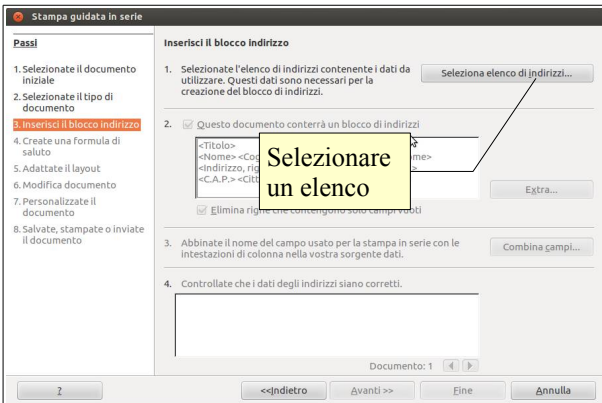 Stampa guidata in serie
Passi
1. Selezionate il documento
iniziale
2. Selezionate il tipo di
documento
3. Inserisci il blocco indirizzo
4. Create una formula di
saluto
5. Adattate il layout
6. Modifica documento
7. Personalizzate il
documento
8. Salvate, stampate o inviate
il documento
Inserisci il blocco indirizzo
1. Selezionate l'elenco di indirizzi contenente i dati da
utilizzare. Questi dati sono necessari per la
creazione del blocco di indirizzi.
Seleziona elenco di indirizzi...
2. Questo documento conterrà un blocco di indirizzi
<Titolo>
<Nome> <Cog ome>
<Indirizzo, rig >
<C.A.P.> <Citt
Selezionare
un elenco
Extra...
Elimina righe che contengono solo campi vuoti
3. Abbinate il nome del campo usato per la stampa in serie con le
intestazioni di colonna nella vostra sorgente dati.
Combina campi...
4. Controllate che i dati degli indirizzi siano corretti.
Documento: 1
?
<<Indietro
Avanti >>
Fine
Annulla